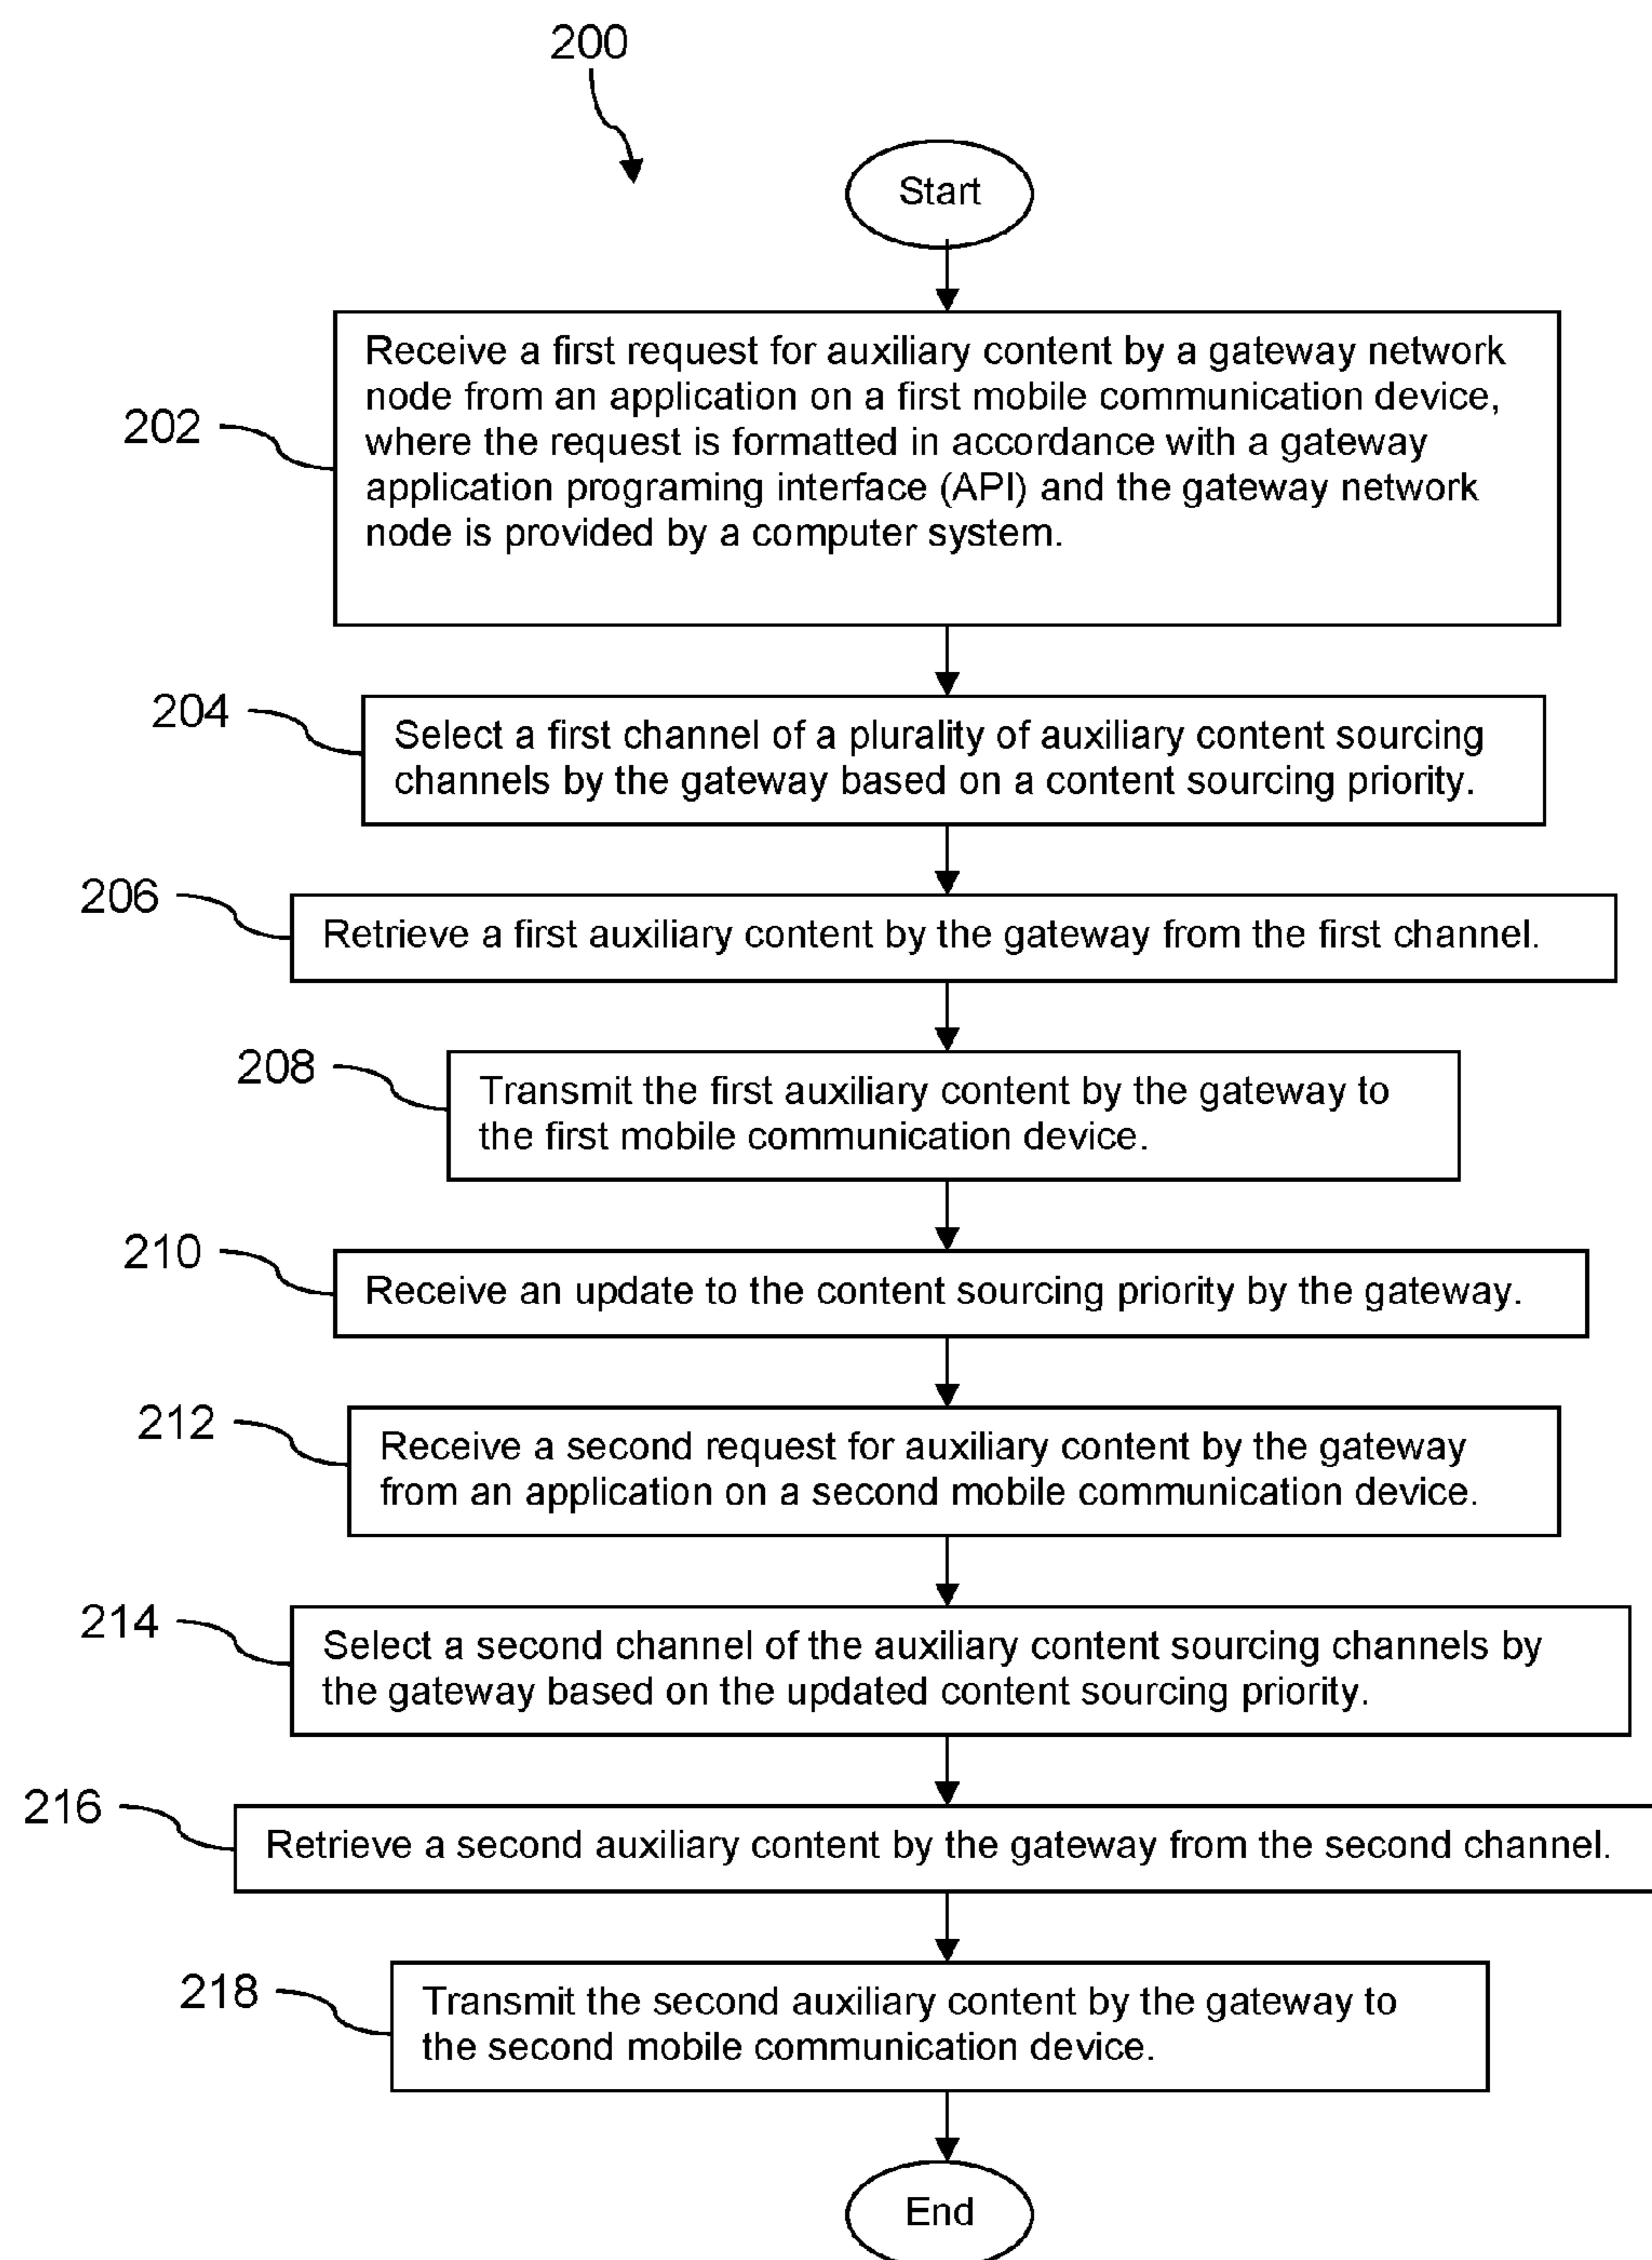 200
Start
202
Receive a first request for auxiliary content by a gateway network
node from an application on a first mobile communication device,
where the request is formatted in accordance with a gateway
application programing interface (API) and the gateway network
node is provided by a computer system.
204
Select a first channel of a plurality of auxiliary content sourcing
channels by the gateway based on a content sourcing priority.
206
Retrieve a first auxiliary content by the gateway from the first channel.
208
Transmit the first auxiliary content by the gateway to
the first mobile communication device.
210
Receive an update to the content sourcing priority by the gateway.
212
Receive a second request for auxiliary content by the gateway
from an application on a second mobile communication device.
214
Select a second channel of the auxiliary content sourcing channels by
the gateway based on the updated content sourcing priority.
216
Retrieve a second auxiliary content by the gateway from the second channel.
218
Transmit the second auxiliary content by the gateway to
the second mobile communication device.
End